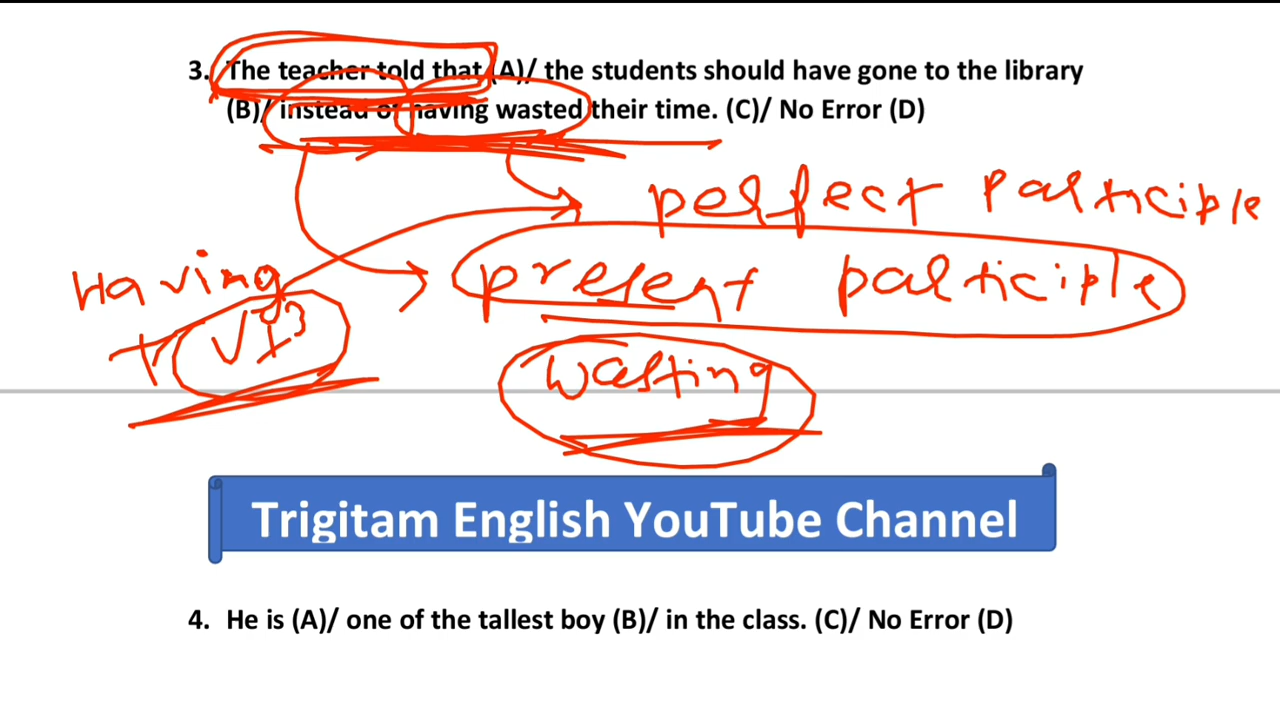 3. The teacher told that (A)/ the students should have gone to the library
(B)/ instead of having wasted their time. (C)/ No Error (D)
perfect participle
Having
present participle
+ VI3
wasting
Trigitam English YouTube Channel
4. He is (A)/ one of the tallest boy (B)/ in the class. (C)/ No Error (D)